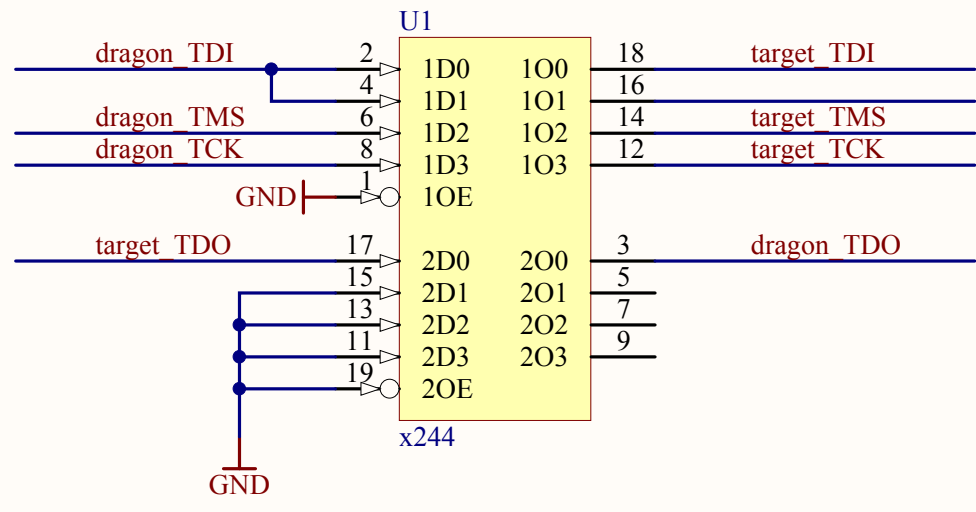 U1
dragon_TDI 2 1D0 1O0 18 target_TDI
4 1D1 1O1 16
dragon_TMS 6 1D2 1O2 14 target_TMS
dragon_TCK 8 1D3 1O3 12 target_TCK
GND 1 1OE
target_TDO 17 2D0 2O0 3 dragon_TDO
15 2D1 2O1 5
13 2D2 2O2 7
11 2D3 2O3 9
19 2OE
x244
GND